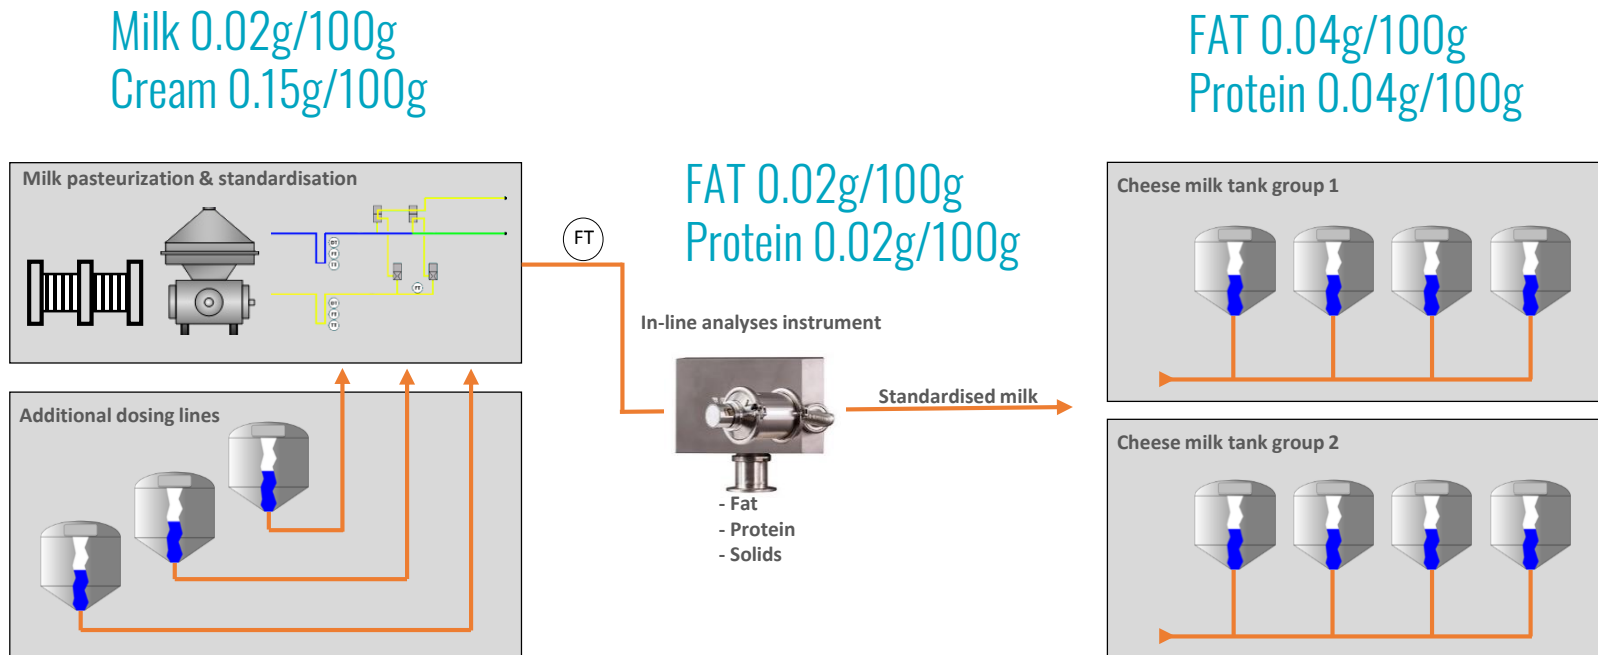 Milk 0.02g/100g
Cream 0.15g/100g
FAT 0.04g/100g
Protein 0.04g/100g
Milk pasteurization & standardisation
FT
FT
FAT 0.02g/100g
Protein 0.02g/100g
In-line analyses instrument
- Fat
- Protein
- Solids
Standardised milk
Additional dosing lines
Cheese milk tank group 1
Cheese milk tank group 2